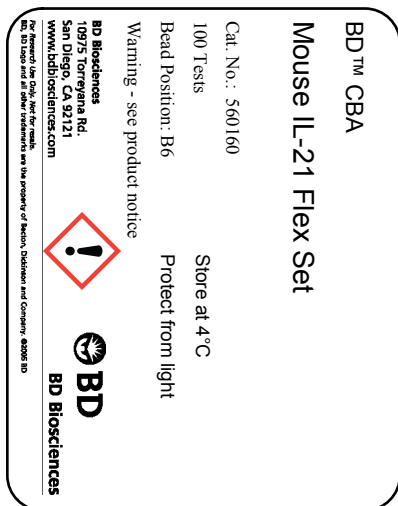 BD™ CBA
Mouse IL-21 Flex Set
Cat. No.: 560160
100 Tests
Store at 4°C
Bead Position: B6
Protect from light
Warning - see product notice
BD Biosciences
10975 Torreyana Rd.
San Diego, CA 92121
www.bdbiosciences.com
BD
BD Biosciences
For Research Use Only. Not for resale.
BD, BD Logo and all other trademarks are the property of Becton, Dickinson and Company. ©2005 BD